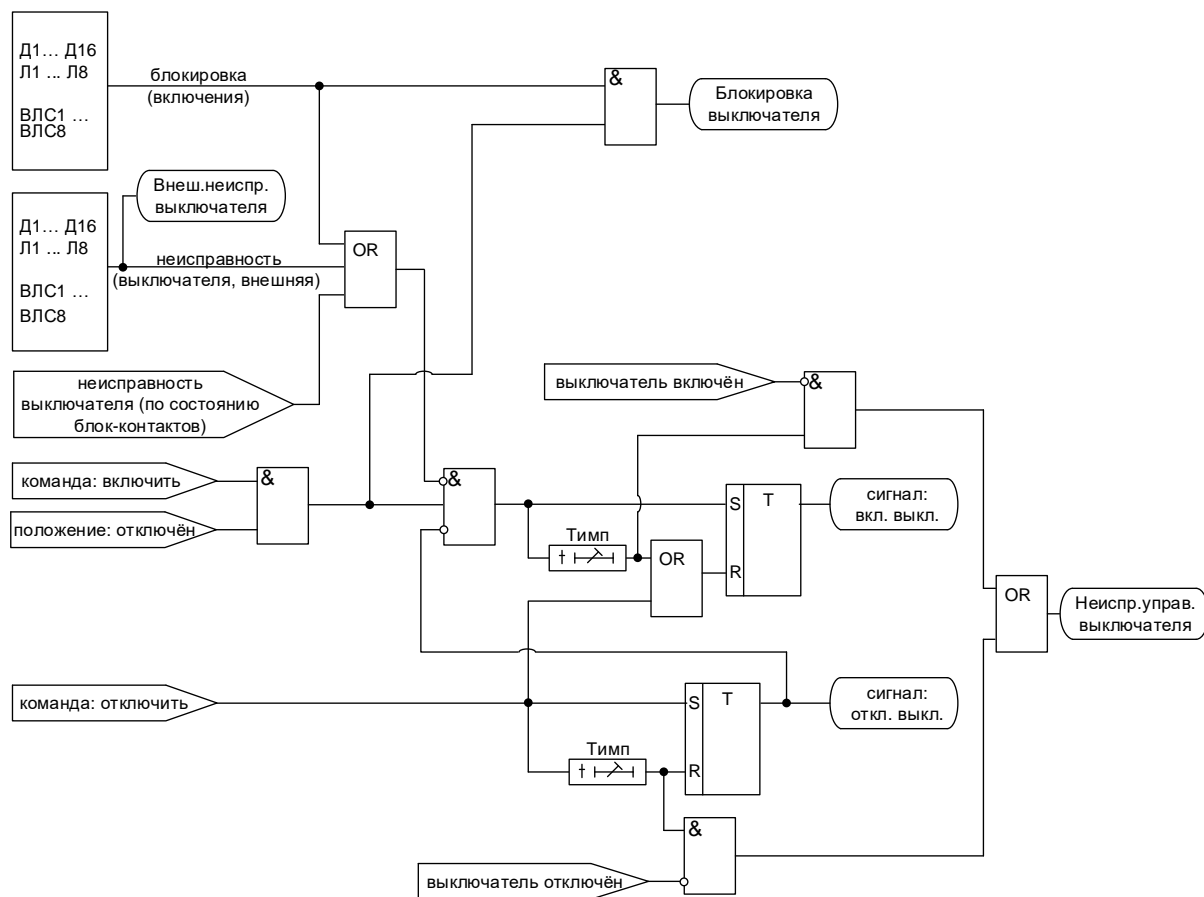 Д1... Д16
Л1 ... Л8
ВЛС1 ...
ВЛС8
блокировка
(включения)
&
Блокировка
выключателя
Внеш.неиспр.
выключателя
Д1... Д16
Л1 ... Л8
ВЛС1 ...
ВЛС8
неисправность
(выключателя, внешняя)
OR
неисправность
выключателя (по состоянию
блок-контактов)
выключатель включён
&
команда: включить
положение: отключён
&
&
Тимп
t
OR
S
T
R
сигнал:
вкл. выкл.
OR
Неиспр.управ.
выключателя
команда: отключить
S
T
R
сигнал:
откл. выкл.
Тимп
t
&
выключатель отключён